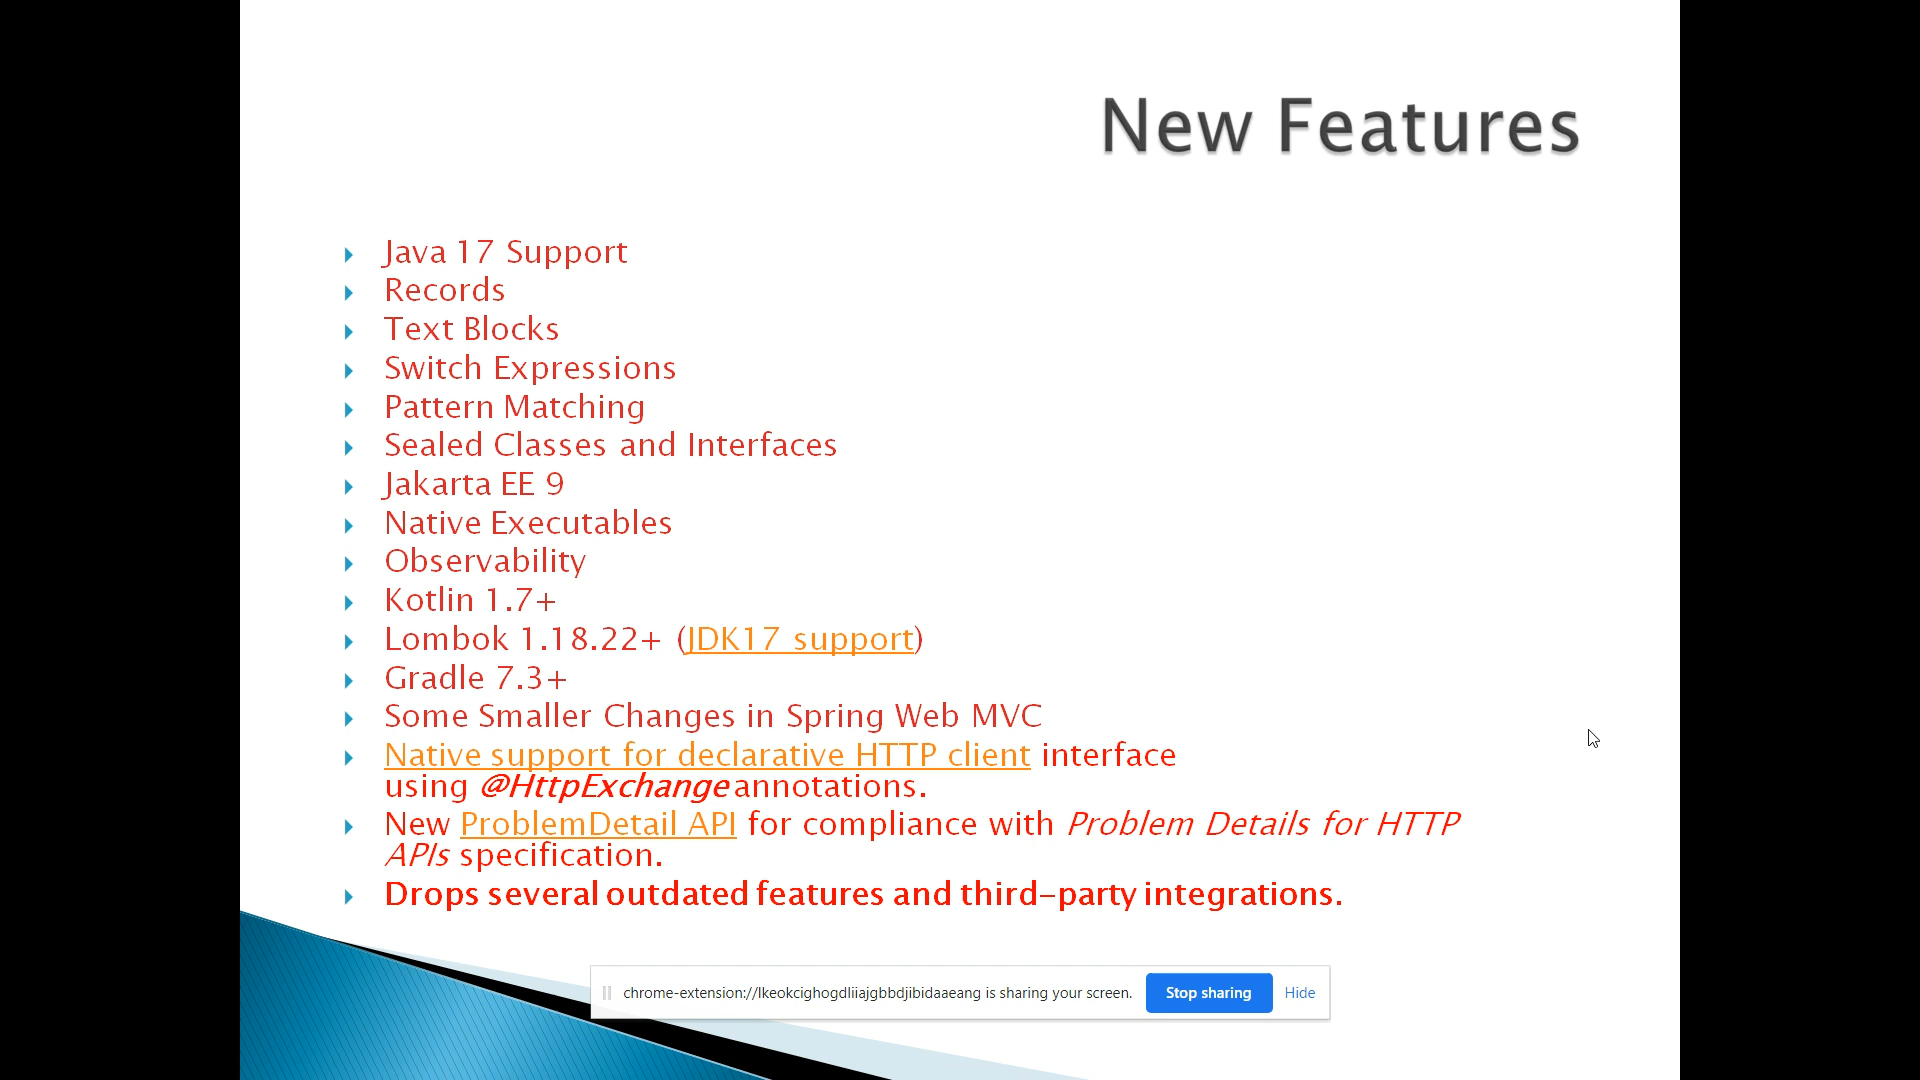 New Features
Java 17 Support
Records
Text Blocks
Switch Expressions
Pattern Matching
Sealed Classes and Interfaces
Jakarta EE 9
Native Executables
Observability
Kotlin 1.7+
Lombok 1.18.22+ (JDK17 support)
Gradle 7.3+
Some Smaller Changes in Spring Web MVC
Native support for declarative HTTP client interface
using @HttpExchange annotations.
New ProblemDetail API for compliance with Problem Details for HTTP
APIs specification.
Drops several outdated features and third-party integrations.
chrome-extension://lkeokcighogdliiajgbbdjibidaaeang is sharing your screen. Stop sharing Hide